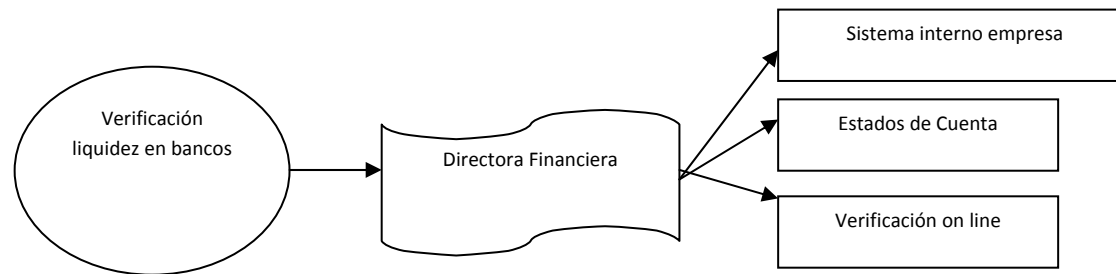 Verificación
liquidez en bancos
Directora Financiera
Sistema interno empresa
Estados de Cuenta
Verificación on line